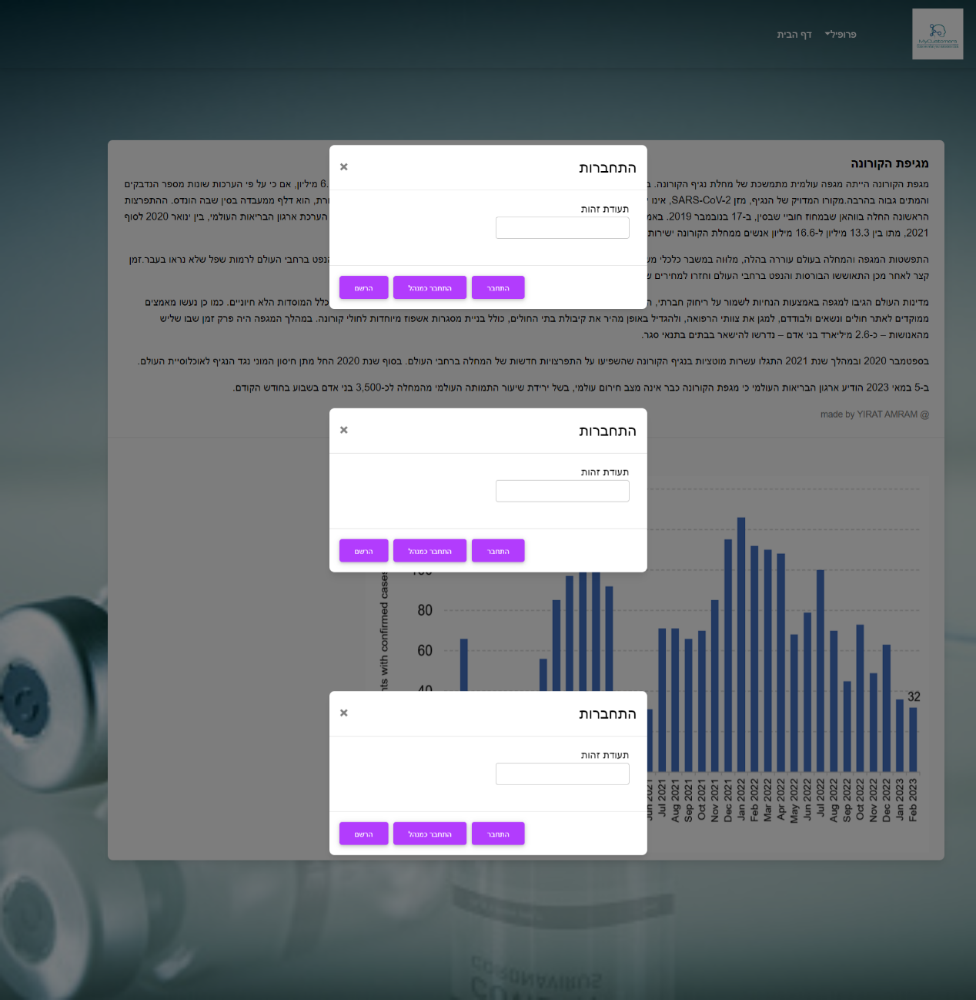 MyCustomers
פרופיל
דף הבית
מגיפת הקורונה
מגפת הקורונה הייתה מגפה עולמית מתמשכת של מחלת נגיף הקורונה.
6. מיליון, אם כי על פי הערכות שונות מספר הנדבקים
והמתים גבוה בהרבה.מקורו המדויק של הנגיף, מזן SARS-CoV-2, אינו
הוא דלף ממעבדה בסין שבה הונדס. ההתפרצות
הראשונה החלה בווהאן שבמחוז חוביי שבסין, ב-17 בנובמבר 2019.
הערכת ארגון הבריאות העולמי, בין ינואר 2020 לסוף
2021, מתו בין 13.3 מיליון ל-16.6 מיליון אנשים ממחלת הקורונה ישירות
התפשטות המגפה והמחלה בעולם עוררה בהלה, מלווה במשבר כלכלי
הנפט ברחבי העולם לרמות שפל שלא נראו בעבר.זמן
קצר לאחר מכן התאוששו הבורסות והנפט ברחבי העולם וחזרו למחירים
מדינות העולם הגיבו למגפה באמצעות הנחיות לשמור על ריחוק חברתי,
כלל המוסדות הלא חיוניים. כמו כן נעשו מאמצים
ממוקדים לאתר חולים ונשאים ולבודדם, למגן את צוותי הרפואה, ולהגדיל באופן מהיר את קיבולת בתי החולים, כולל בניית מסגרות אשפוז מיוחדות לחולי קורונה. במהלך המגפה היה פרק זמן שבו שליש
מהאנושות – כ-2.6 מיליארד בני אדם – נדרשו להישאר בבתים בתנאי סגר.
בספטמבר 2020 ובמהלך שנת 2021 התגלו עשרות מוטציות בנגיף הקורונה שהשפיעו על התפרצויות חדשות של המחלה ברחבי העולם. בסוף שנת 2020 החל מתן חיסון המוני נגד הנגיף לאוכלוסיית העולם.
ב-5 במאי 2023 הודיע ארגון הבריאות העולמי כי מגפת הקורונה כבר אינה מצב חירום עולמי, בשל ירידת שיעור התמותה העולמי מהמחלה לכ-3,500 בני אדם בשבוע בחודש הקודם.
made by YIRAT AMRAM @
התחברות
×
תעודת זהות
התחבר
התחבר כמנהל
הרשם
התחברות
×
תעודת זהות
התחבר
התחבר כמנהל
הרשם
nts with confirmed cases
100
80
60
40
32
התחברות
×
תעודת זהות
התחבר
התחבר כמנהל
הרשם
Jun 2021
Jul 2021
Aug 2021
Sep 2021
Oct 2021
Nov 2021
Dec 2021
Jan 2022
Feb 2022
Mar 2022
Apr 2022
May 2022
Jun 2022
Jul 2022
Aug 2022
Sep 2022
Oct 2022
Nov 2022
Dec 2022
Jan 2023
Feb 2023
CORONAVIRUS